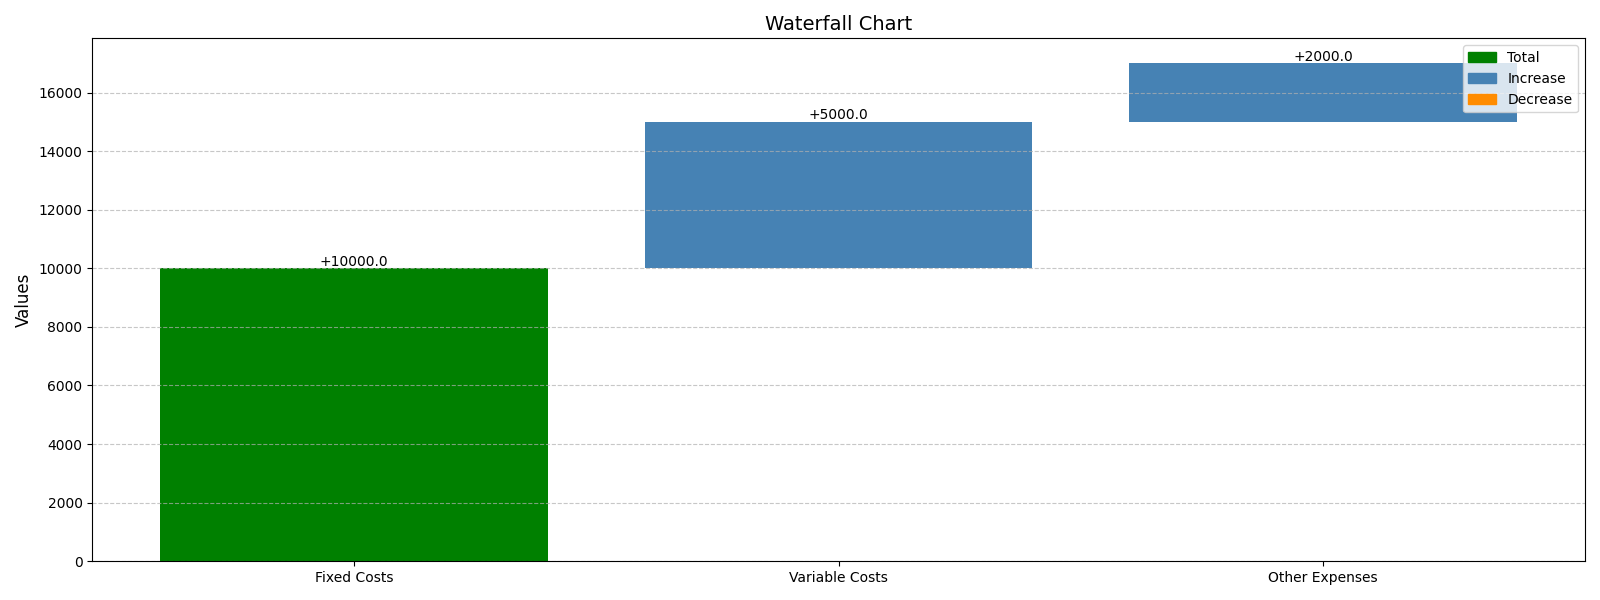 Waterfall Chart
+2000.0
Total
Increase
Decrease
+5000.0
+10000.0
Values
16000
14000
12000
10000
8000
6000
4000
2000
0
Fixed Costs
Variable Costs
Other Expenses